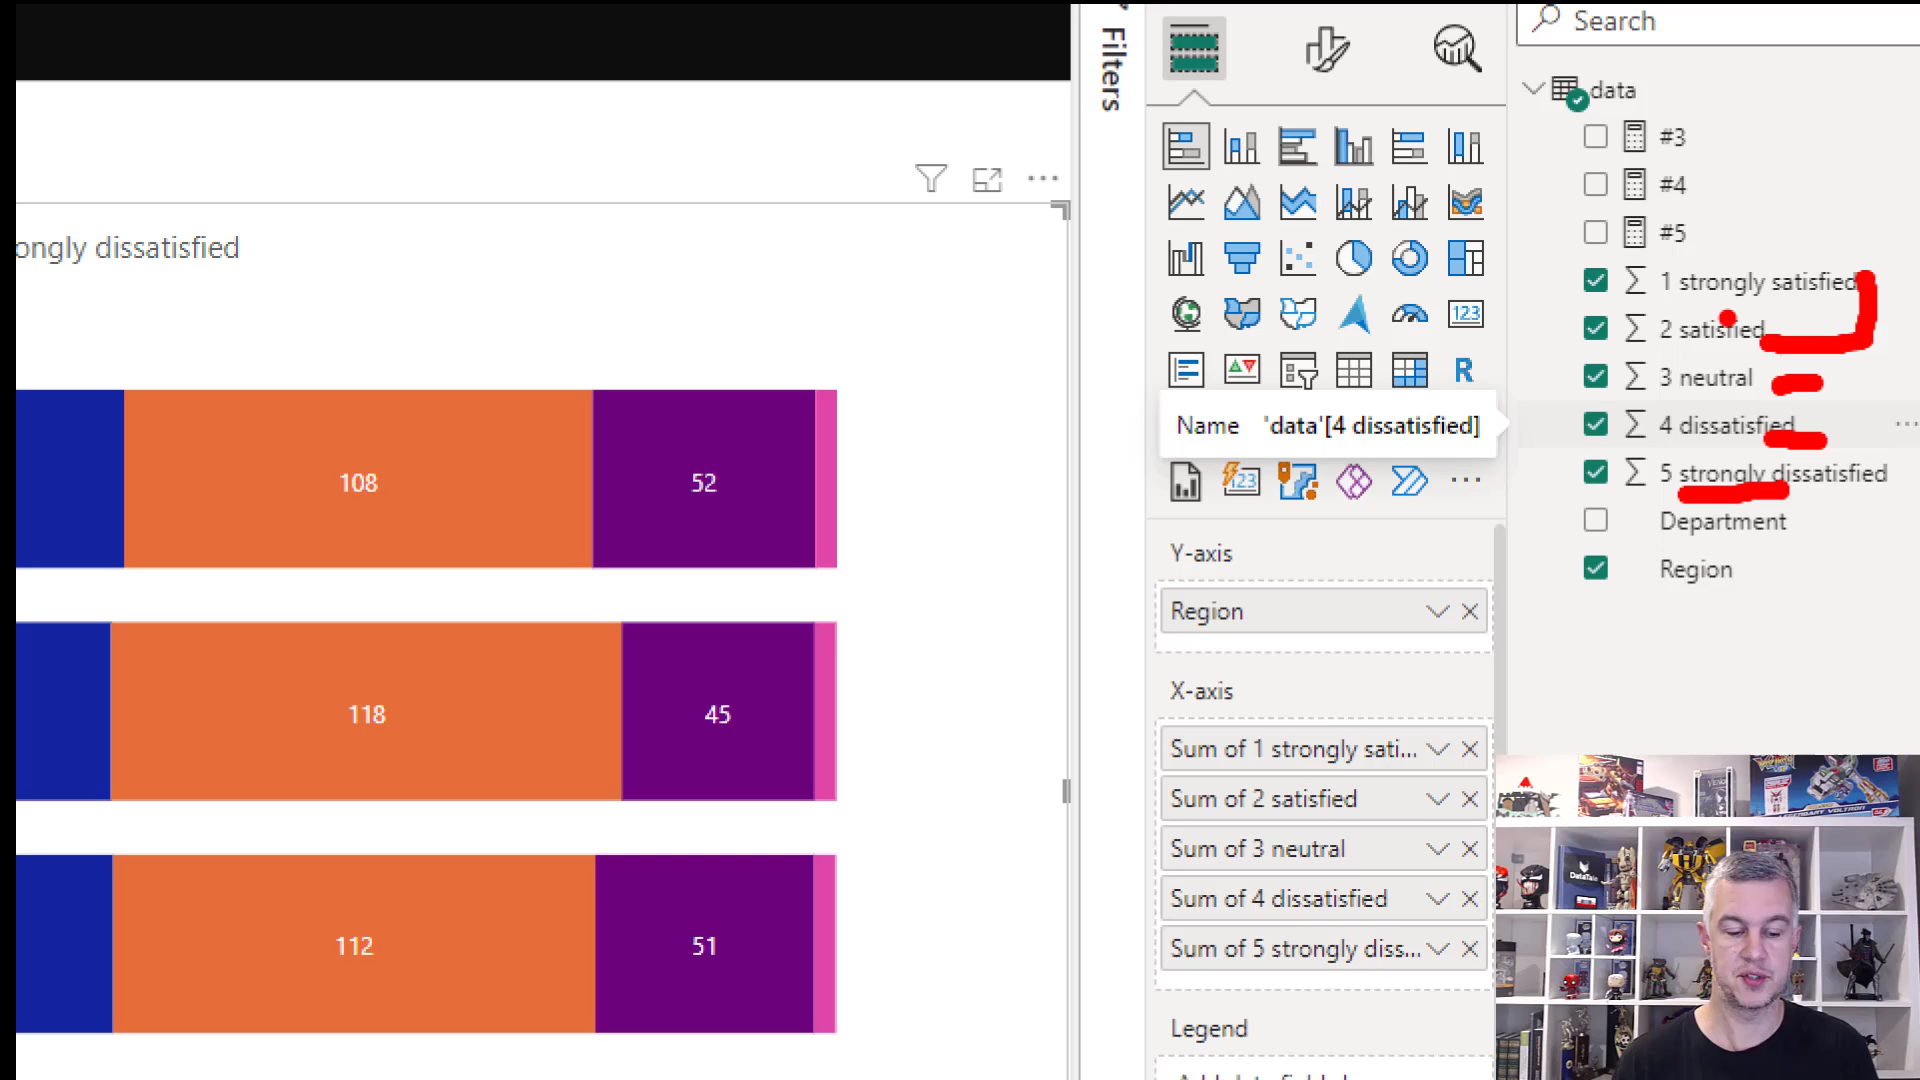 Filters
Search
data
#3
#4
#5
1 strongly satisfied
2 satisfied
3 neutral
4 dissatisfied
5 strongly dissatisfied
Department
Region
ongly dissatisfied
108
52
118
45
112
51
123
R
Name 'data'[4 dissatisfied]
123
Y-axis
Region
X-axis
Sum of 1 strongly sati...
Sum of 2 satisfied
Sum of 3 neutral
Sum of 4 dissatisfied
Sum of 5 strongly diss...
Legend